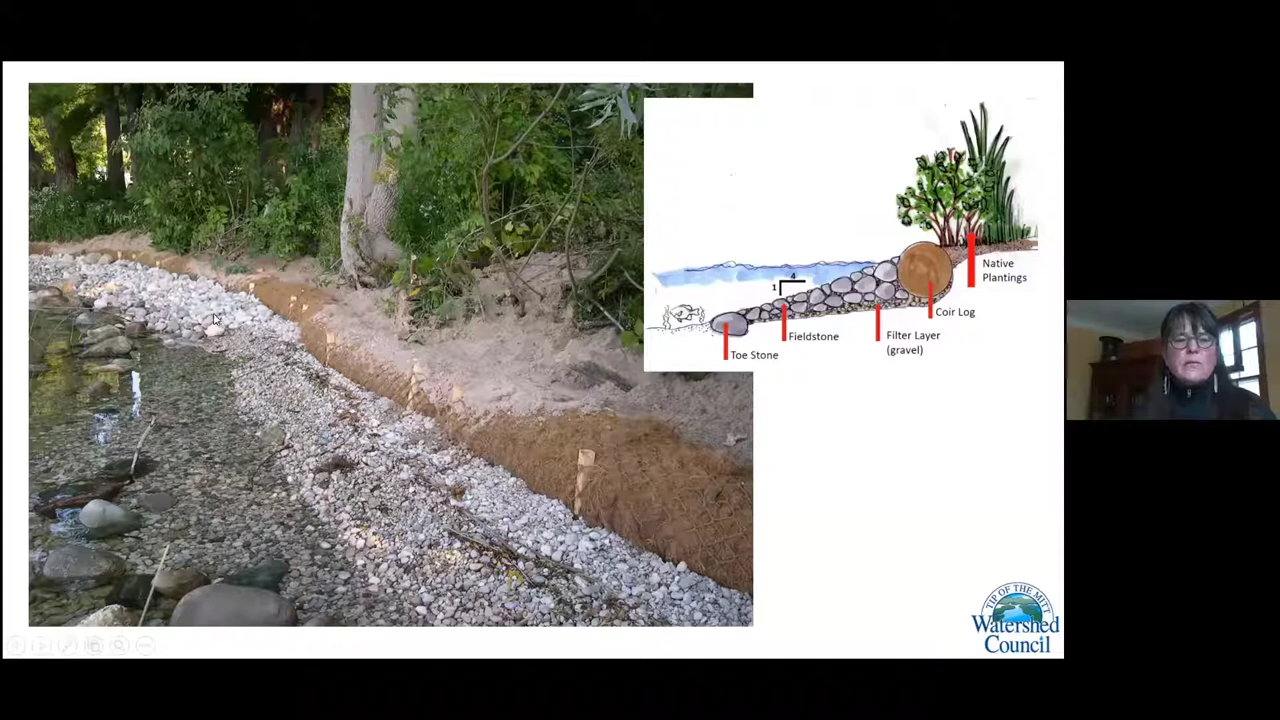 4
1
Native
Plantings
Coir Log
Fieldstone
Filter Layer
(gravel)
Toe Stone
TIP OF THE MITT
Watershed
Council